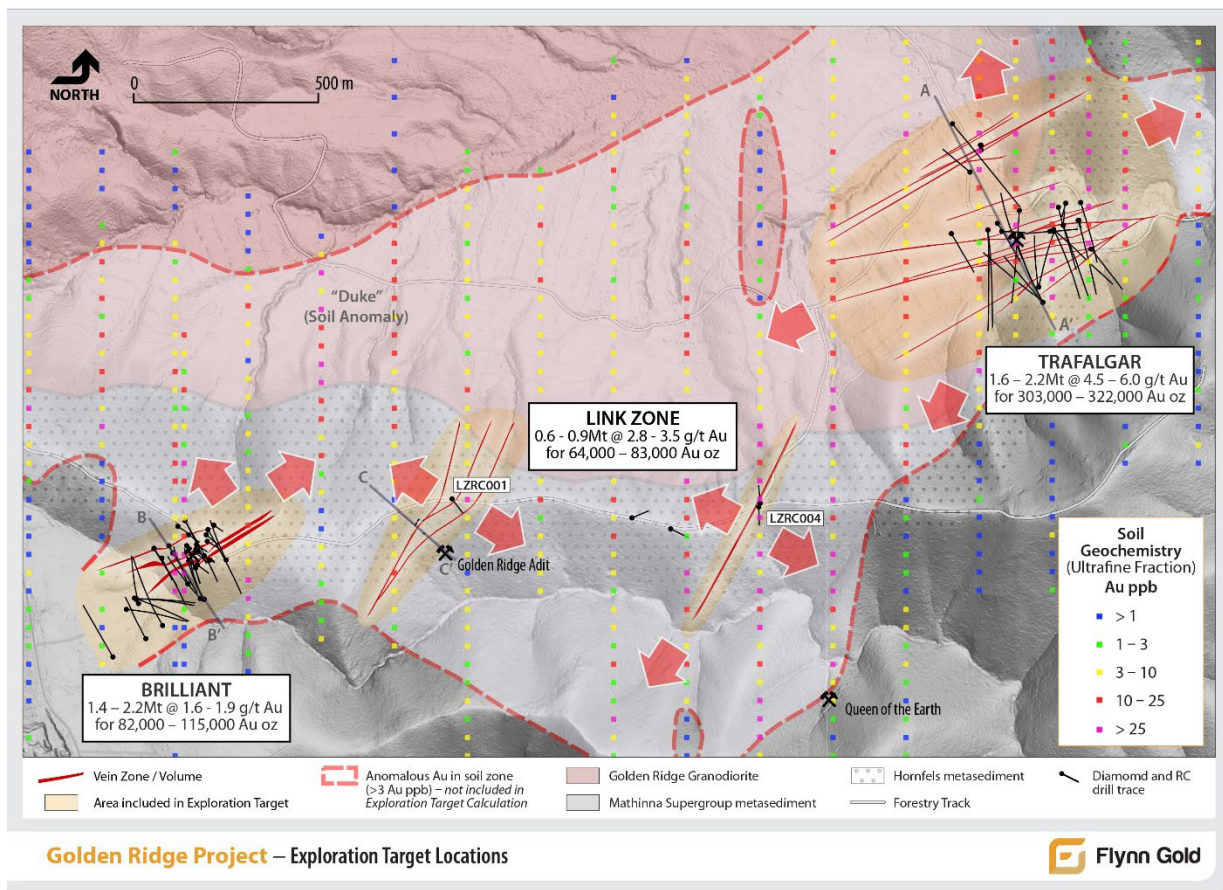 NORTH
0
500 m
A
"Duke"
(Soil Anomaly)
A'
TRAFALGAR
1.6 – 2.2Mt @ 4.5 – 6.0 g/t Au
for 303,000 – 322,000 Au oz
LINK ZONE
0.6 - 0.9Mt @ 2.8 - 3.5 g/t Au
for 64,000 – 83,000 Au oz
C
LZRC001
B
LZRC004
C'
Golden Ridge Adit
B'
BRILLIANT
1.4 – 2.2Mt @ 1.6 - 1.9 g/t Au
for 82,000 – 115,000 Au oz
Queen of the Earth
Soil
Geochemistry
(Ultrafine Fraction)
Au ppb
> 1
1 – 3
3 – 10
10 – 25
> 25
Vein Zone / Volume
Area included in Exploration Target
Anomalous Au in soil zone
(>3 Au ppb) – not included in
Exploration Target Calculation
Golden Ridge Granodiorite
Mathinna Supergroup metasediment
Hornfels metasediment
Forestry Track
Diamomd and RC
drill trace
Golden Ridge Project – Exploration Target Locations
Flynn Gold